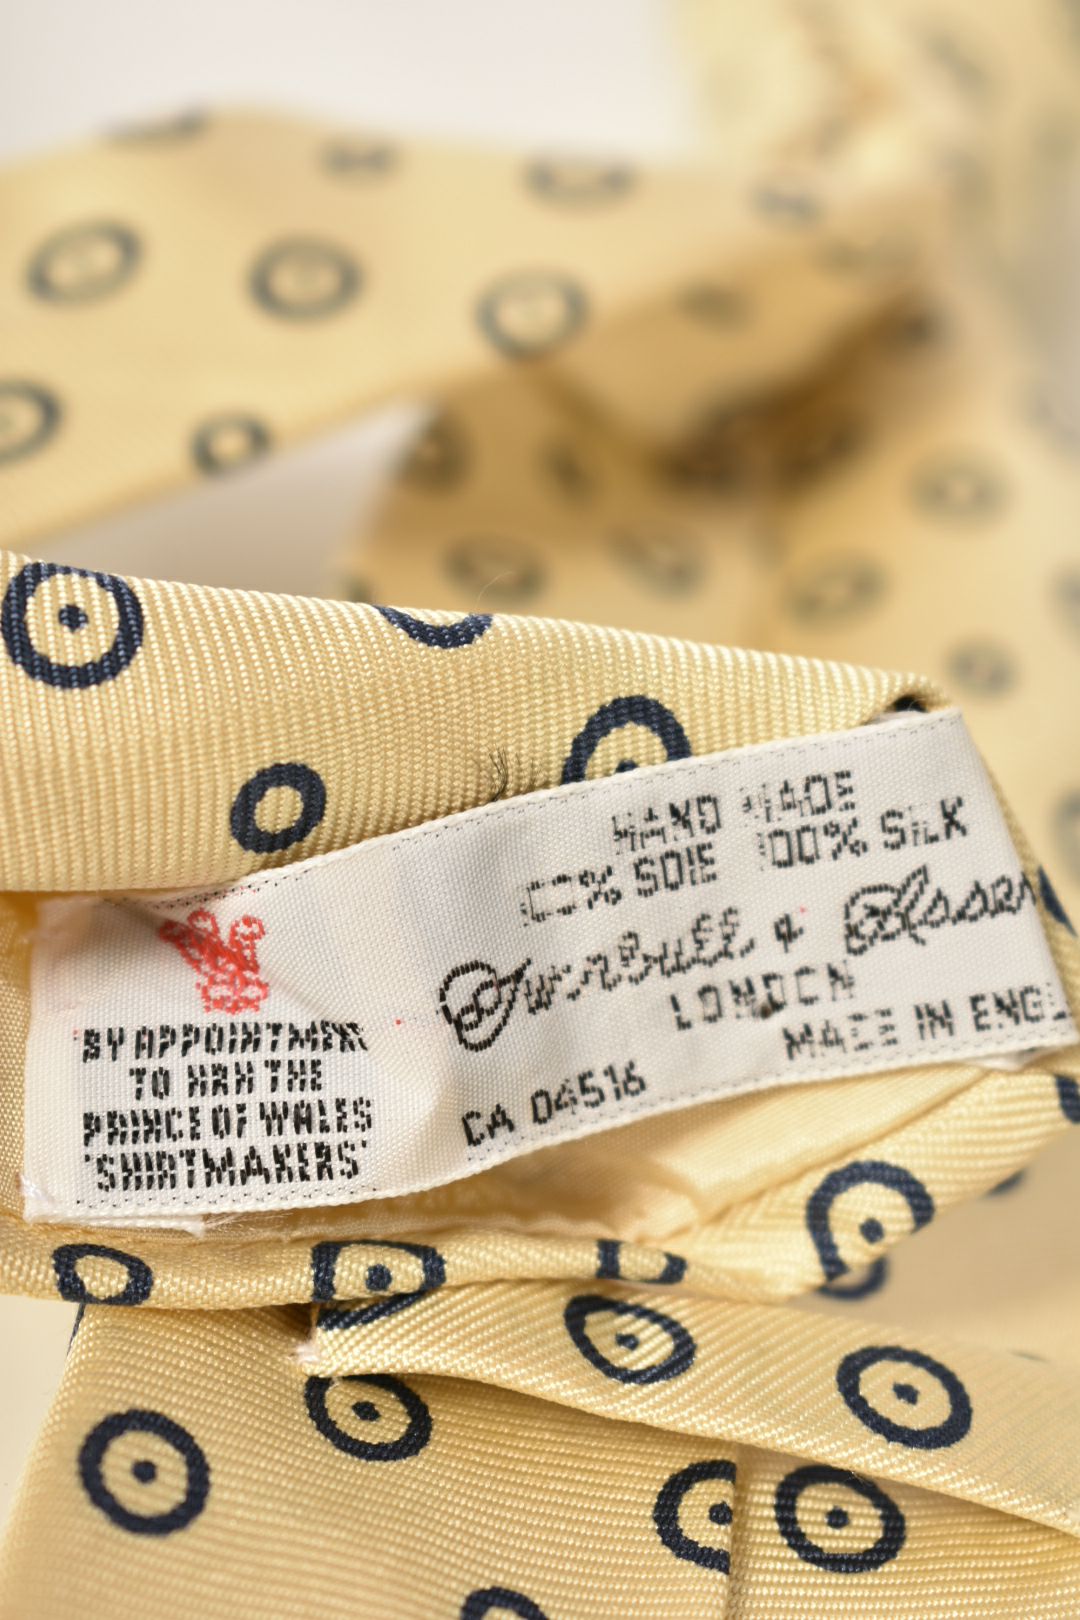 HAND MADE
100% SOIE 100% SILK
Turnbull & Asser
LONDON
MADE IN ENGL
CA 04516
BY APPOINTMENT
TO HRH THE
PRINCE OF WALES
'SHIRTMAKERS'